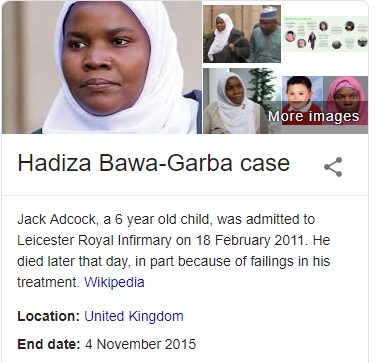 More images
Hadiza Bawa-Garba case
Jack Adcock, a 6 year old child, was admitted to
Leicester Royal Infirmary on 18 February 2011. He
died later that day, in part because of failings in his
treatment. Wikipedia
Location: United Kingdom
End date: 4 November 2015